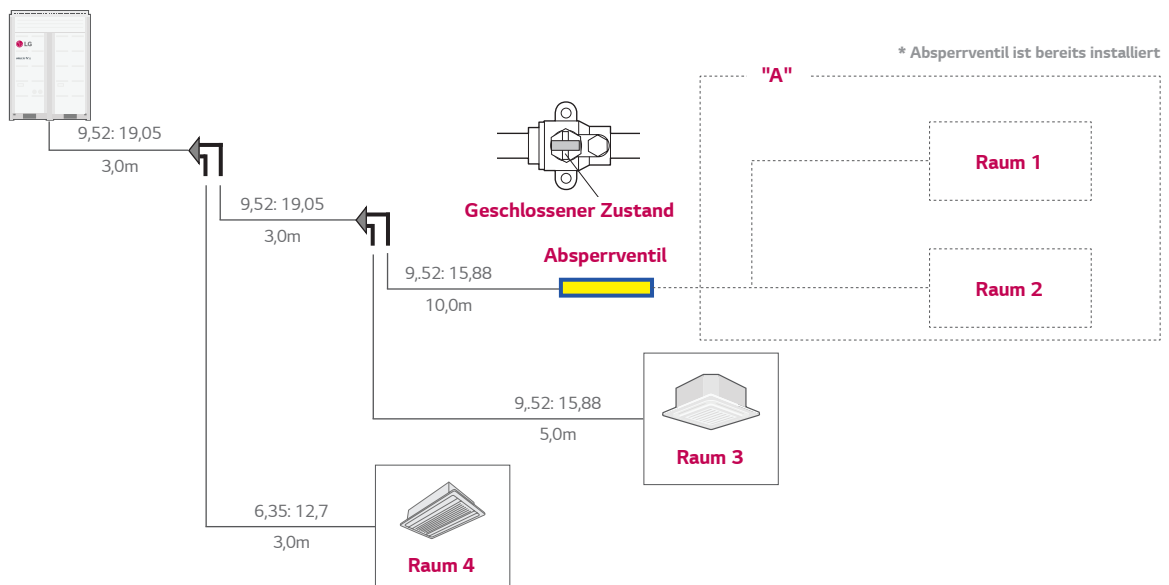 * Absperrventil ist bereits installiert
"A"
LG
9,52: 19,05
3,0m
Raum 1
9,52: 19,05
3,0m
Geschlossener Zustand
Absperrventil
9,.52: 15,88
10,0m
Raum 2
9,.52: 15,88
5,0m
Raum 3
6,35: 12,7
3,0m
Raum 4